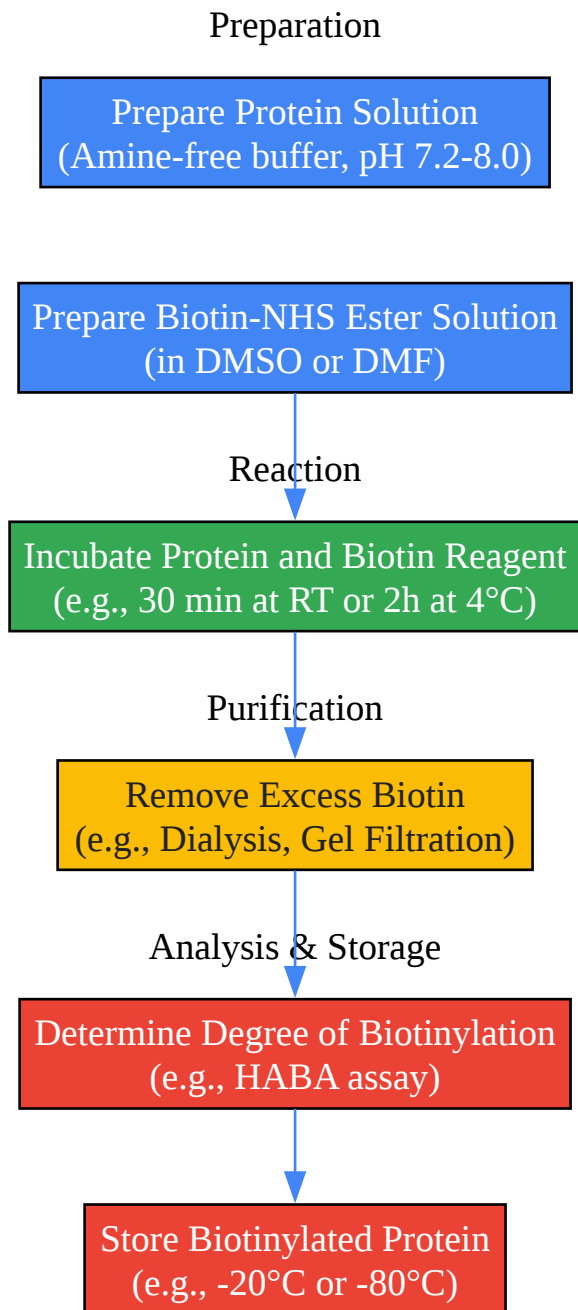 Preparation
Prepare Protein Solution
(Amine-free buffer, pH 7.2-8.0)
Prepare Biotin-NHS Ester Solution
(in DMSO or DMF)
Reaction
Incubate Protein and Biotin Reagent
(e.g., 30 min at RT or 2h at 4°C)
Purification
Remove Excess Biotin
(e.g., Dialysis, Gel Filtration)
Analysis & Storage
Determine Degree of Biotinylation
(e.g., HABA assay)
Store Biotinylated Protein
(e.g., -20°C or -80°C)